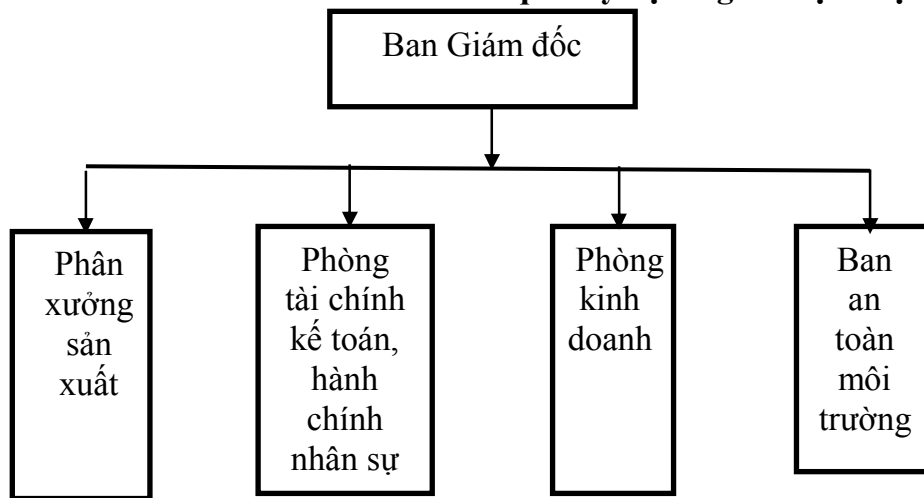 Ban Giám đốc
Phân
xưởng
sản
xuất
Phòng
tài chính
kế toán,
hành
chính
nhân sự
Phòng
kinh
doanh
Ban
an
toàn
môi
trường